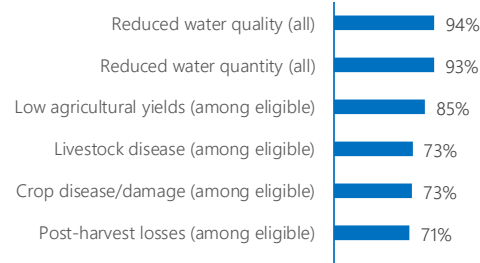 Reduced water quality (all) 94%
Reduced water quantity (all) 93%
Low agricultural yields (among eligible) 85%
Livestock disease (among eligible) 73%
Crop disease/damage (among eligible) 73%
Post-harvest losses (among eligible) 71%